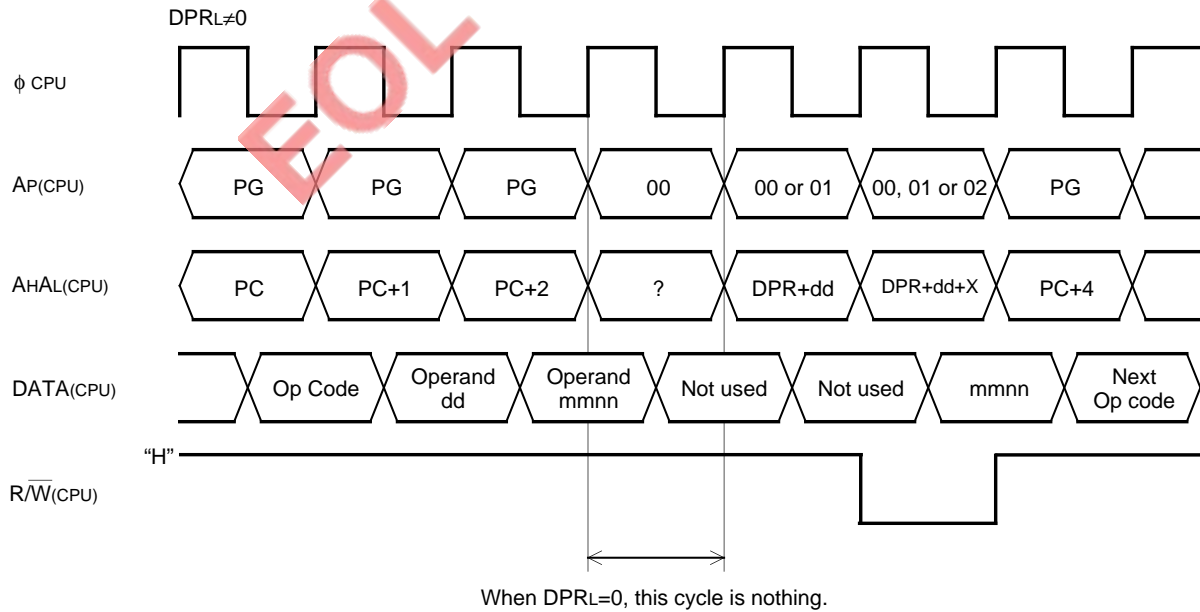 DPRL≠0
ϕ CPU
EOL
AP(CPU) PG PG PG 00 00 or 01 00, 01 or 02 PG
AHAL(CPU) PC PC+1 PC+2 ? DPR+dd DPR+dd+X PC+4
DATA(CPU) Op Code Operand dd Operand mmnn Not used Not used mmnn Next Op code
“H”
R/W̅(CPU)
When DPRL=0, this cycle is nothing.